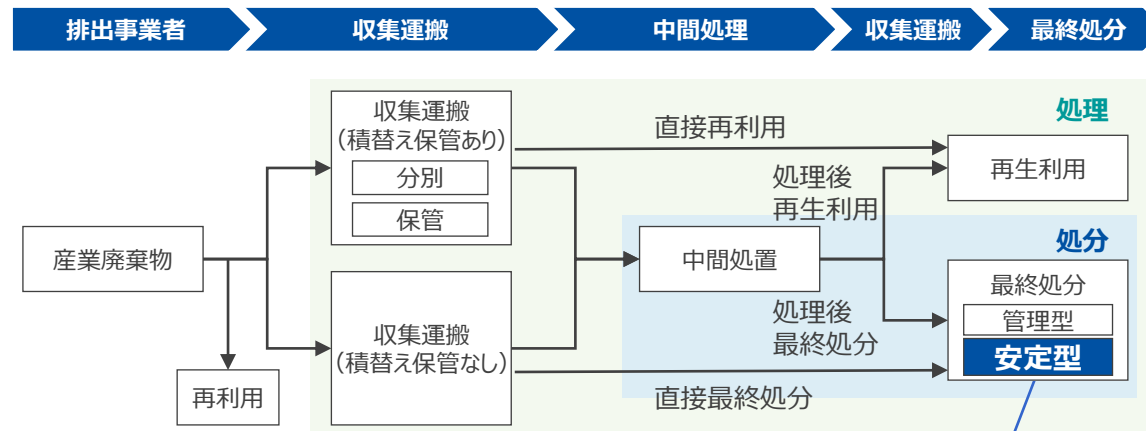 排出事業者
収集運搬
中間処理
収集運搬
最終処分
処理
収集運搬
(積替え保管あり)
分別
保管
直接再利用
再生利用
処理後
再生利用
処分
産業廃棄物
中間処置
最終処分
管理型
安定型
収集運搬
(積替え保管なし)
処理後
最終処分
再利用
直接最終処分